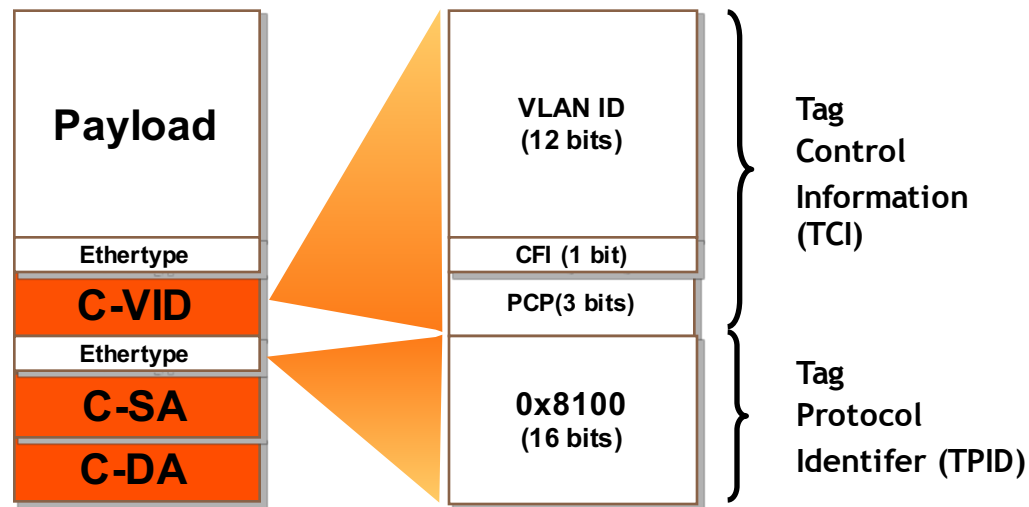 Payload
Ethertype
C-VID
Ethertype
C-SA
C-DA
VLAN ID
(12 bits)
CFI (1 bit)
PCP(3 bits)
0x8100
(16 bits)
Tag
Control
Information
(TCI)
Tag
Protocol
Identifer (TPID)